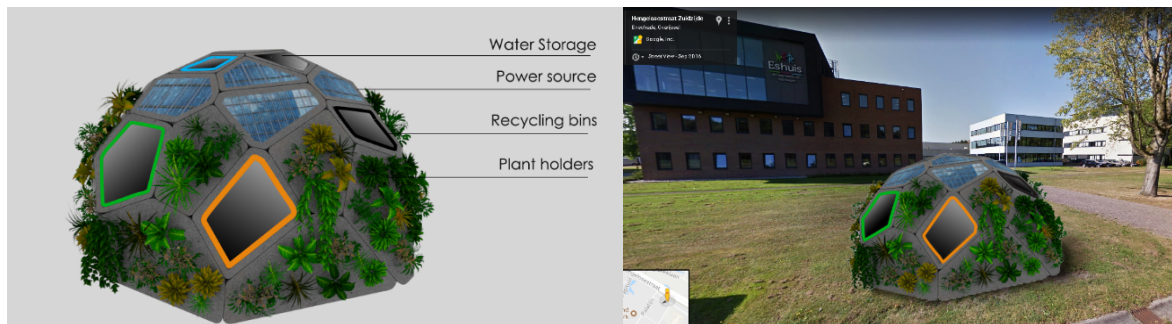 Water Storage
Power source
Recycling bins
Plant holders
Hengelosestraat Zuidzijde
Enschede, Overijssel
Google, Inc.
Street View - Sep 2016
Eshuis